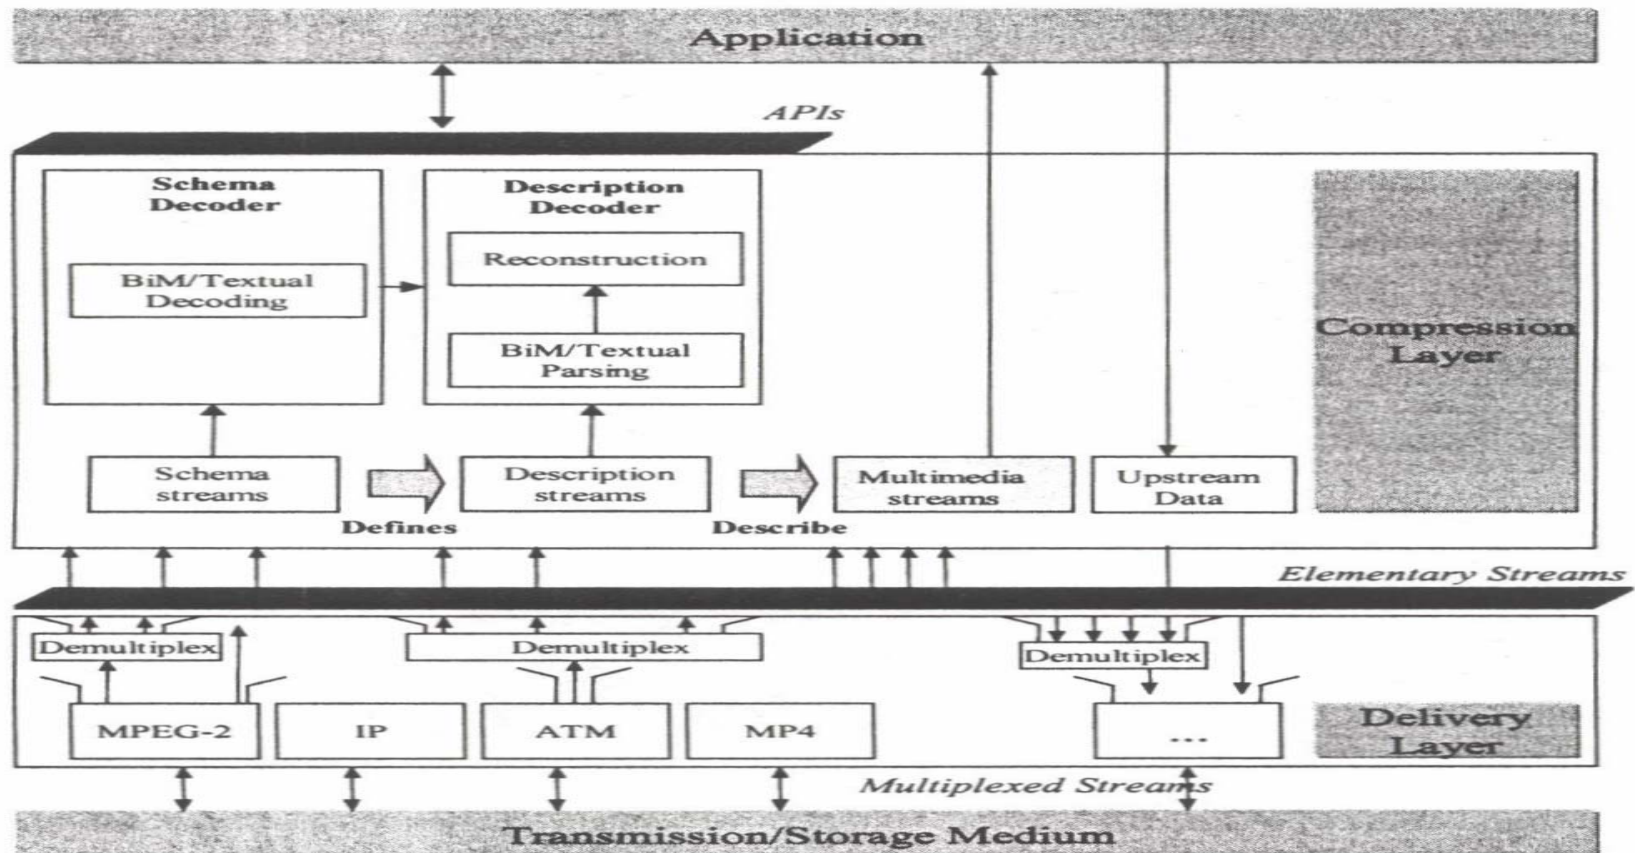 Application
APIs
Schema
Decoder
BiM/Textual
Decoding
Description
Decoder
Reconstruction
BiM/Textual
Parsing
Compression
Layer
Schema
streams
Defines
Description
streams
Describe
Multimedia
streams
Upstream
Data
Elementary Streams
Demultiplex
Demultiplex
Demultiplex
MPEG-2
IP
ATM
MP4
...
Delivery
Layer
Multiplexed Streams
Transmission/Storage Medium